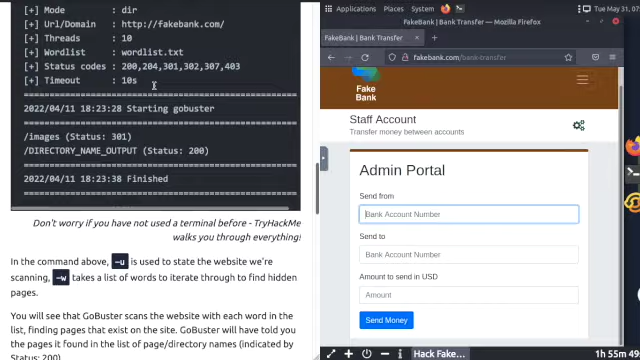 [+] Mode : dir
[+] Url/Domain : http://fakebank.com/
[+] Threads : 10
[+] Wordlist : wordlist.txt
[+] Status codes : 200,204,301,302,307,403
[+] Timeout : 10s
2022/04/11 18:23:28 Starting gobuster
/images (Status: 301)
/DIRECTORY_NAME_OUTPUT (Status: 200)
2022/04/11 18:23:38 Finished
Don't worry if you have not used a terminal before - TryHackMe
walks you through everything!
In the command above, -u is used to state the website we're
scanning, -w takes a list of words to iterate through to find hidden
pages.
You will see that GoBuster scans the website with each word in the
list, finding pages that exist on the site. GoBuster will have told you
the pages it found in the list of page/directory names (indicated by
Status: 200)
Applications Places System
Tue May 31, 07:
FakeBank | Bank Transfer — Mozilla Firefox
FakeBank | Bank Transfer
fakebank.com/bank-transfer
Fake
Bank
Staff Account
Transfer money between accounts
Admin Portal
Send from
Bank Account Number
Send to
Bank Account Number
Amount to send in USD
Amount
Send Money
Hack Fake...
1h 55m 49